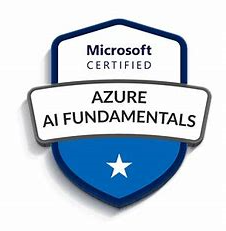 Microsoft
CERTIFIED
AZURE
AI FUNDAMENTALS